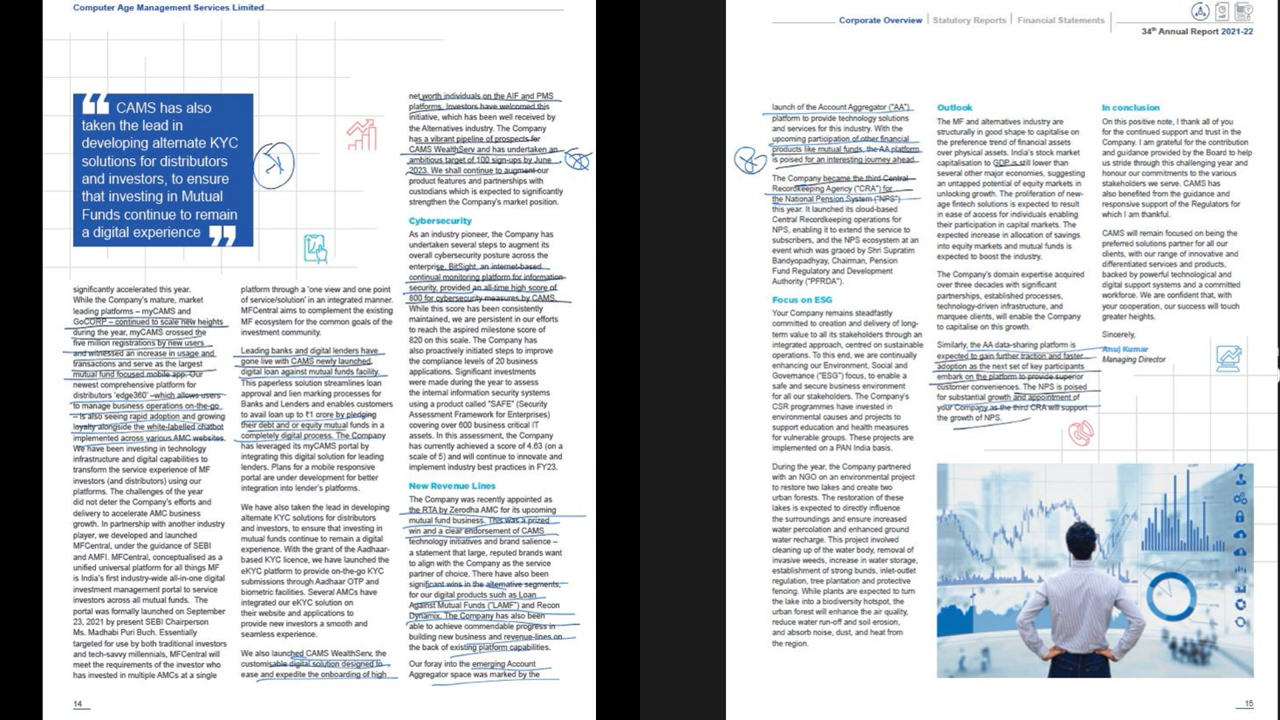 Computer Age Management Services Limited
CAMS has also
taken the lead in
developing alternate KYC
solutions for distributors
and investors, to ensure
that investing in Mutual
Funds continue to remain
a digital experience
significantly accelerated this year.
While the Company's mature, market
leading platforms – myCAMS and
GoCORP – continued to scale new heights
during the year, myCAMS crossed the
five million registrations by new users
and witnessed an increase in usage and
transactions and serve as the largest
mutual fund focused mobile app. Our
newest comprehensive platform for
distributors 'edge360' –which allows users
to manage business operations on-the-go
– is also seeing rapid adoption and growing
loyalty alongside the white-labelled chatbot
implemented across various AMC websites.
We have been investing in technology
infrastructure and digital capabilities to
transform the service experience of MF
investors (and distributors) using our
platforms. The challenges of the year
did not deter the Company's efforts and
delivery to accelerate AMC business
growth. In partnership with another industry
player, we developed and launched
MFCentral, under the guidance of SEBI
and AMFI. MFCentral, conceptualised as a
unified universal platform for all things MF
is India's first industry-wide all-in-one digital
investment management portal to service
investors across all mutual funds. The
portal was formally launched on September
23, 2021 by present SEBI Chairperson
Ms. Madhabi Puri Buch. Essentially
targeted for use by both traditional investors
and tech-savvy millennials, MFCentral will
meet the requirements of the investor who
has invested in multiple AMCs at a single
platform through a 'one view and one point
of service/solution' in an integrated manner.
MFCentral aims to complement the existing
MF ecosystem for the common goals of the
investment community.
Leading banks and digital lenders have
gone live with CAMS newly launched,
digital loan against mutual funds facility.
This paperless solution streamlines loan
approval and lien marking processes for
Banks and Lenders and enables customers
to avail loan up to ₹1 crore by pledging
their debt and or equity mutual funds in a
completely digital process. The Company
has leveraged its myCAMS portal by
integrating this digital solution for leading
lenders. Plans for a mobile responsive
portal are under development for better
integration into lender's platforms.
We have also taken the lead in developing
alternate KYC solutions for distributors
and investors, to ensure that investing in
mutual funds continue to remain a digital
experience. With the grant of the Aadhaar-
based KYC licence, we have launched the
eKYC platform to provide on-the-go KYC
submissions through Aadhaar OTP and
biometric facilities. Several AMCs have
integrated our eKYC solution on
their website and applications to
provide new investors a smooth and
seamless experience.
We also launched CAMS WealthServ, the
customisable digital solution designed to
ease and expedite the onboarding of high
net worth individuals on the AIF and PMS
platforms. Investors have welcomed this
initiative, which has been well received by
the Alternatives industry. The Company
has a vibrant pipeline of prospects for
CAMS WealthServ and has undertaken an
ambitious target of 100 sign-ups by June
2023. We shall continue to augment our
product features and partnerships with
custodians which is expected to significantly
strengthen the Company's market position.
Cybersecurity
As an industry pioneer, the Company has
undertaken several steps to augment its
overall cybersecurity posture across the
enterprise. BitSight, an internet-based
continual monitoring platform for information
security, provided an all-time high score of
800 for cybersecurity measures by CAMS.
While this score has been consistently
maintained, we are persistent in our efforts
to reach the aspired milestone score of
820 on this scale. The Company has
also proactively initiated steps to improve
the compliance levels of 20 business
applications. Significant investments
were made during the year to assess
the internal information security systems
using a product called "SAFE" (Security
Assessment Framework for Enterprises)
covering over 600 business critical IT
assets. In this assessment, the Company
has currently achieved a score of 4.63 (on a
scale of 5) and will continue to innovate and
implement industry best practices in FY23.
New Revenue Lines
The Company was recently appointed as
the RTA by Zerodha AMC for its upcoming
mutual fund business. This was a prized
win and a clear endorsement of CAMS
technology initiatives and brand salience –
a statement that large, reputed brands want
to align with the Company as the service
partner of choice. There have also been
significant wins in the alternative segments,
for our digital products such as Loan
Against Mutual Funds ("LAMF") and Recon
Dynamix. The Company has also been
able to achieve commendable progress in
building new business and revenue-lines on
the back of existing platform capabilities.
Our foray into the emerging Account
Aggregator space was marked by the
14
Corporate Overview | Statutory Reports | Financial Statements
34th Annual Report 2021-22
launch of the Account Aggregator ("AA")
platform to provide technology solutions
and services for this industry. With the
upcoming participation of other financial
products like mutual funds, the AA platform
is poised for an interesting journey ahead.
The Company became the third Central
Recordkeeping Agency ("CRA") for
the National Pension System ("NPS")
this year. It launched its cloud-based
Central Recordkeeping operations for
NPS, enabling it to extend the service to
subscribers, and the NPS ecosystem at an
event which was graced by Shri Supratim
Bandyopadhyay, Chairman, Pension
Fund Regulatory and Development
Authority ("PFRDA").
Focus on ESG
Your Company remains steadfastly
committed to creation and delivery of long-
term value to all its stakeholders through an
integrated approach, centred on sustainable
operations. To this end, we are continually
enhancing our Environment, Social and
Governance ("ESG") focus, to enable a
safe and secure business environment
for all our stakeholders. The Company's
CSR programmes have invested in
environmental causes and projects to
support education and health measures
for vulnerable groups. These projects are
implemented on a PAN India basis.
During the year, the Company partnered
with an NGO on an environmental project
to restore two lakes and create two
urban forests. The restoration of these
lakes is expected to directly influence
the surroundings and ensure increased
water percolation and enhanced ground
water recharge. This project involved
cleaning up of the water body, removal of
invasive weeds, increase in water storage,
establishment of strong bunds, inlet-outlet
regulation, tree plantation and protective
fencing. While plants are expected to turn
the lake into a biodiversity hotspot, the
urban forest will enhance the air quality,
reduce water run-off and soil erosion,
and absorb noise, dust, and heat from
the region.
Outlook
The MF and alternatives industry are
structurally in good shape to capitalise on
the preference trend of financial assets
over physical assets. India's stock market
capitalisation to GDP is still lower than
several other major economies, suggesting
an untapped potential of equity markets in
unlocking growth. The proliferation of new-
age fintech solutions is expected to result
in ease of access for individuals enabling
their participation in capital markets. The
expected increase in allocation of savings
into equity markets and mutual funds is
expected to boost the industry.
The Company's domain expertise acquired
over three decades with significant
partnerships, established processes,
technology-driven infrastructure, and
marquee clients, will enable the Company
to capitalise on this growth.
Similarly, the AA data-sharing platform is
expected to gain further traction and faster
adoption as the next set of key participants
embark on the platform to provide superior
customer conveniences. The NPS is poised
for substantial growth and appointment of
your Company as the third CRA will support
the growth of NPS.
In conclusion
On this positive note, I thank all of you
for the continued support and trust in the
Company. I am grateful for the contribution
and guidance provided by the Board to help
us stride through this challenging year and
honour our commitments to the various
stakeholders we serve. CAMS has
also benefited from the guidance and
responsive support of the Regulators for
which I am thankful.
CAMS will remain focused on being the
preferred solutions partner for all our
clients, with our range of innovative and
differentiated services and products,
backed by powerful technological and
digital support systems and a committed
workforce. We are confident that, with
your cooperation, our success will touch
greater heights.
Sincerely,
Anuj Kumar
Managing Director
15